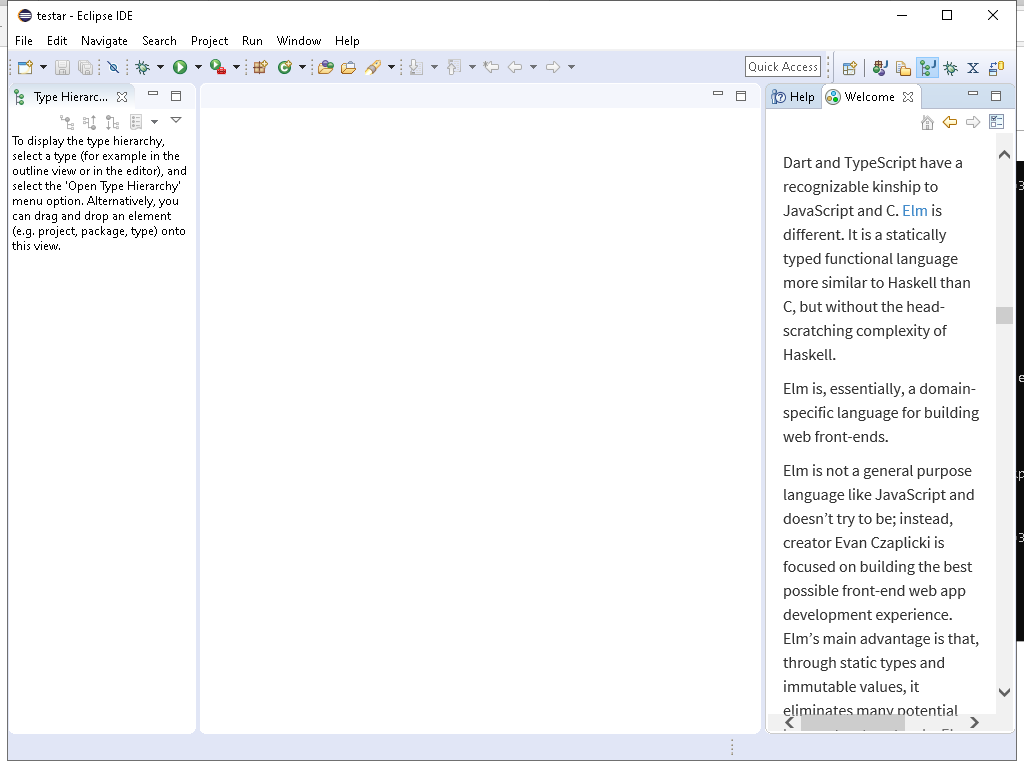 testar - Eclipse IDE
File Edit Navigate Search Project Run Window Help
Quick Access
Type Hierarc...
Help Welcome
To display the type hierarchy,
select a type (for example in the
outline view or in the editor), and
select the 'Open Type Hierarchy'
menu option. Alternatively, you
can drag and drop an element
(e.g. project, package, type) onto
this view.
Dart and TypeScript have a
recognizable kinship to
JavaScript and C. Elm is
different. It is a statically
typed functional language
more similar to Haskell than
C, but without the head-
scratching complexity of
Haskell.
Elm is, essentially, a domain-
specific language for building
web front-ends.
Elm is not a general purpose
language like JavaScript and
doesn’t try to be; instead,
creator Evan Czaplicki is
focused on building the best
possible front-end web app
development experience.
Elm’s main advantage is that,
through static types and
immutable values, it
eliminates many potential